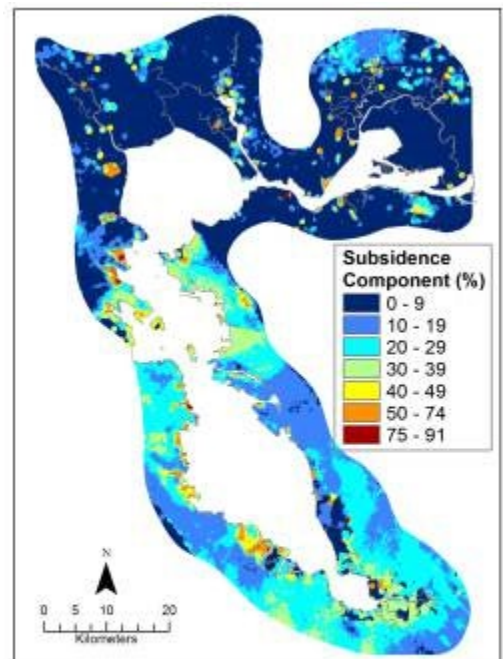 Subsidence
Component (%)
0 - 9
10 - 19
20 - 29
30 - 39
40 - 49
50 - 74
75 - 91
N
0 5 10 20
Kilometers